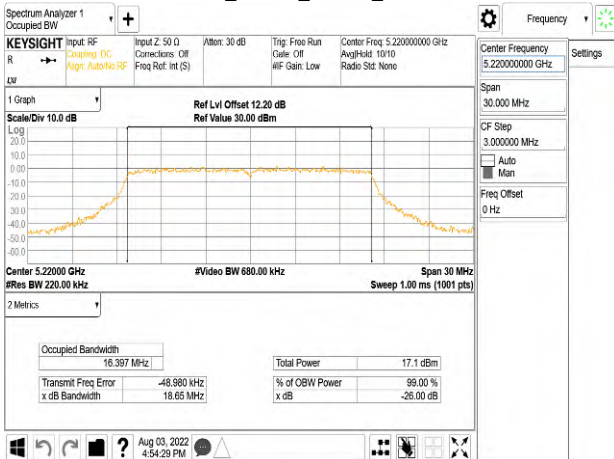 Spectrum Analyzer 1
Occupied BW
+
Frequency
KEYSIGHT
R
Input: RF
Coupling: DC
Align: Auto/No RF
Input Z: 50 Ω
Corrections: Off
Freq Ref: Int (S)
Atten: 30 dB
Trig: Free Run
Gate: Off
#IF Gain: Low
Center Freq: 5.220000000 GHz
Avg|Hold: 10/10
Radio Std: None
Center Frequency
5.220000000 GHz
Settings
Span
30.000 MHz
CF Step
3.000000 MHz
Auto
Man
Freq Offset
0 Hz
1 Graph
Scale/Div 10.0 dB
Ref Lvl Offset 12.20 dB
Ref Value 30.00 dBm
Log
20.0
10.0
0.00
-10.0
-20.0
-30.0
-40.0
-50.0
-60.0
Center 5.22000 GHz
#Res BW 220.00 kHz
#Video BW 680.00 kHz
Span 30 MHz
Sweep 1.00 ms (1001 pts)
2 Metrics
Occupied Bandwidth
16.397 MHz
Total Power 17.1 dBm
Transmit Freq Error -48.980 kHz
% of OBW Power 99.00 %
x dB Bandwidth 18.65 MHz
x dB -26.00 dB
?
Aug 03, 2022
4:54:29 PM